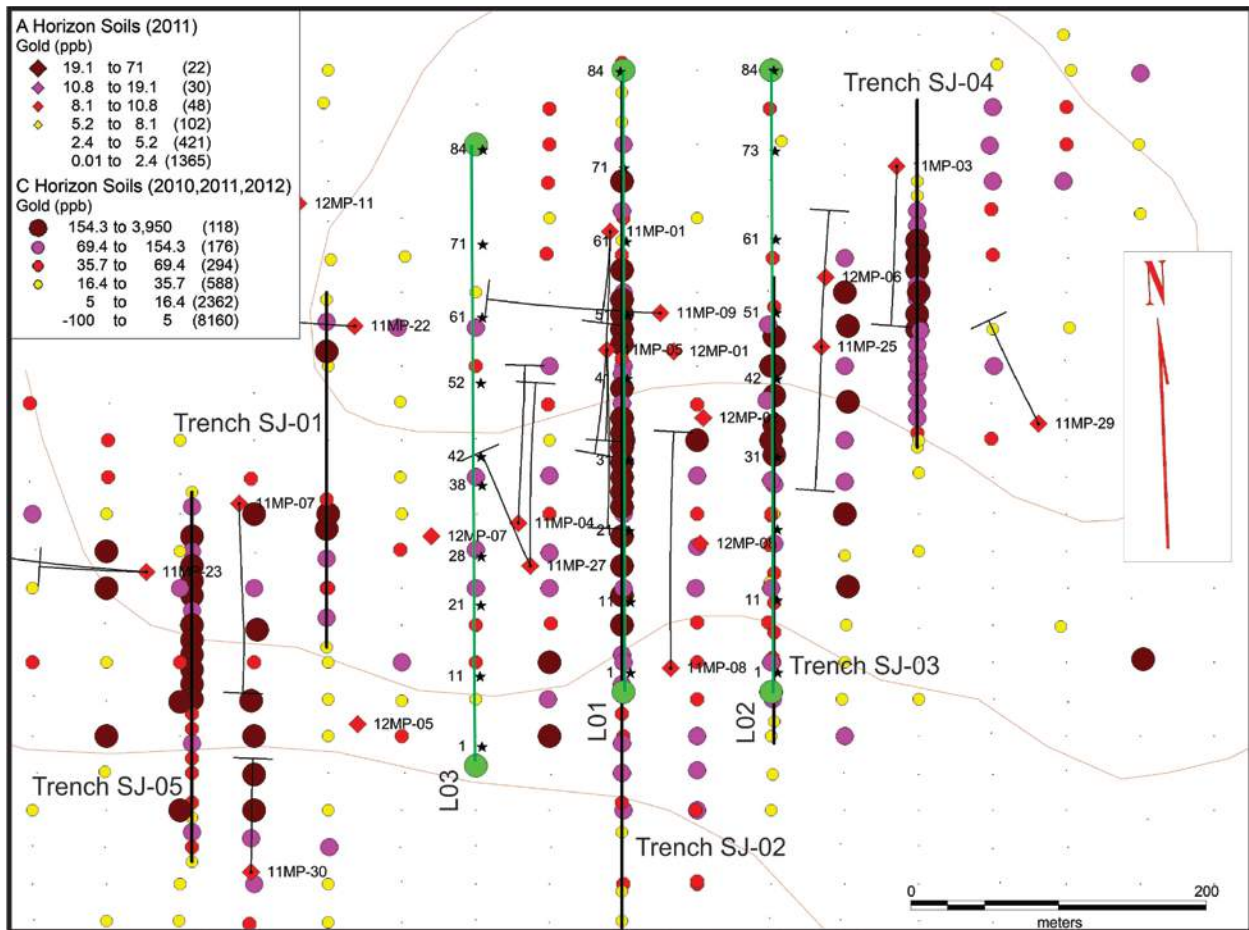 A Horizon Soils (2011)
Gold (ppb)
19.1 to 71 (22)
10.8 to 19.1 (30)
8.1 to 10.8 (48)
5.2 to 8.1 (102)
2.4 to 5.2 (421)
0.01 to 2.4 (1365)
C Horizon Soils (2010,2011,2012)
Gold (ppb)
154.3 to 3,950 (118)
69.4 to 154.3 (176)
35.7 to 69.4 (294)
16.4 to 35.7 (588)
5 to 16.4 (2362)
-100 to 5 (8160)
84
84
Trench SJ-04
84
71
73
11MP-03
12MP-11
71
61
11MP-01
61
12MP-06
N
61
11MP-22
11MP-09
51
11MP-05
12MP-01
11MP-25
52
42
Trench SJ-01
11MP-29
42
31
38
11MP-07
11MP-04
12MP-07
28
11MP-27
11MP-23
21
11
11
11
1
11MP-08
1
Trench SJ-03
12MP-05
1
L01
L02
L03
Trench SJ-05
Trench SJ-02
11MP-30
0
200
meters